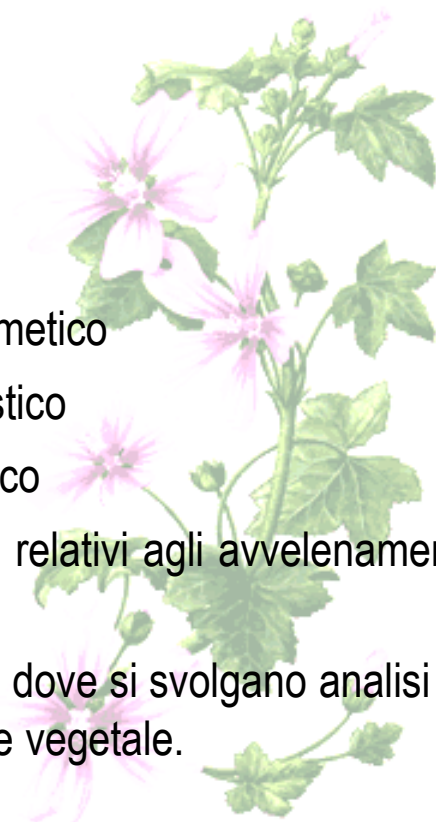 metico
stico
co
relativi agli avvelenamen
dove si svolgano analisi
e vegetale.